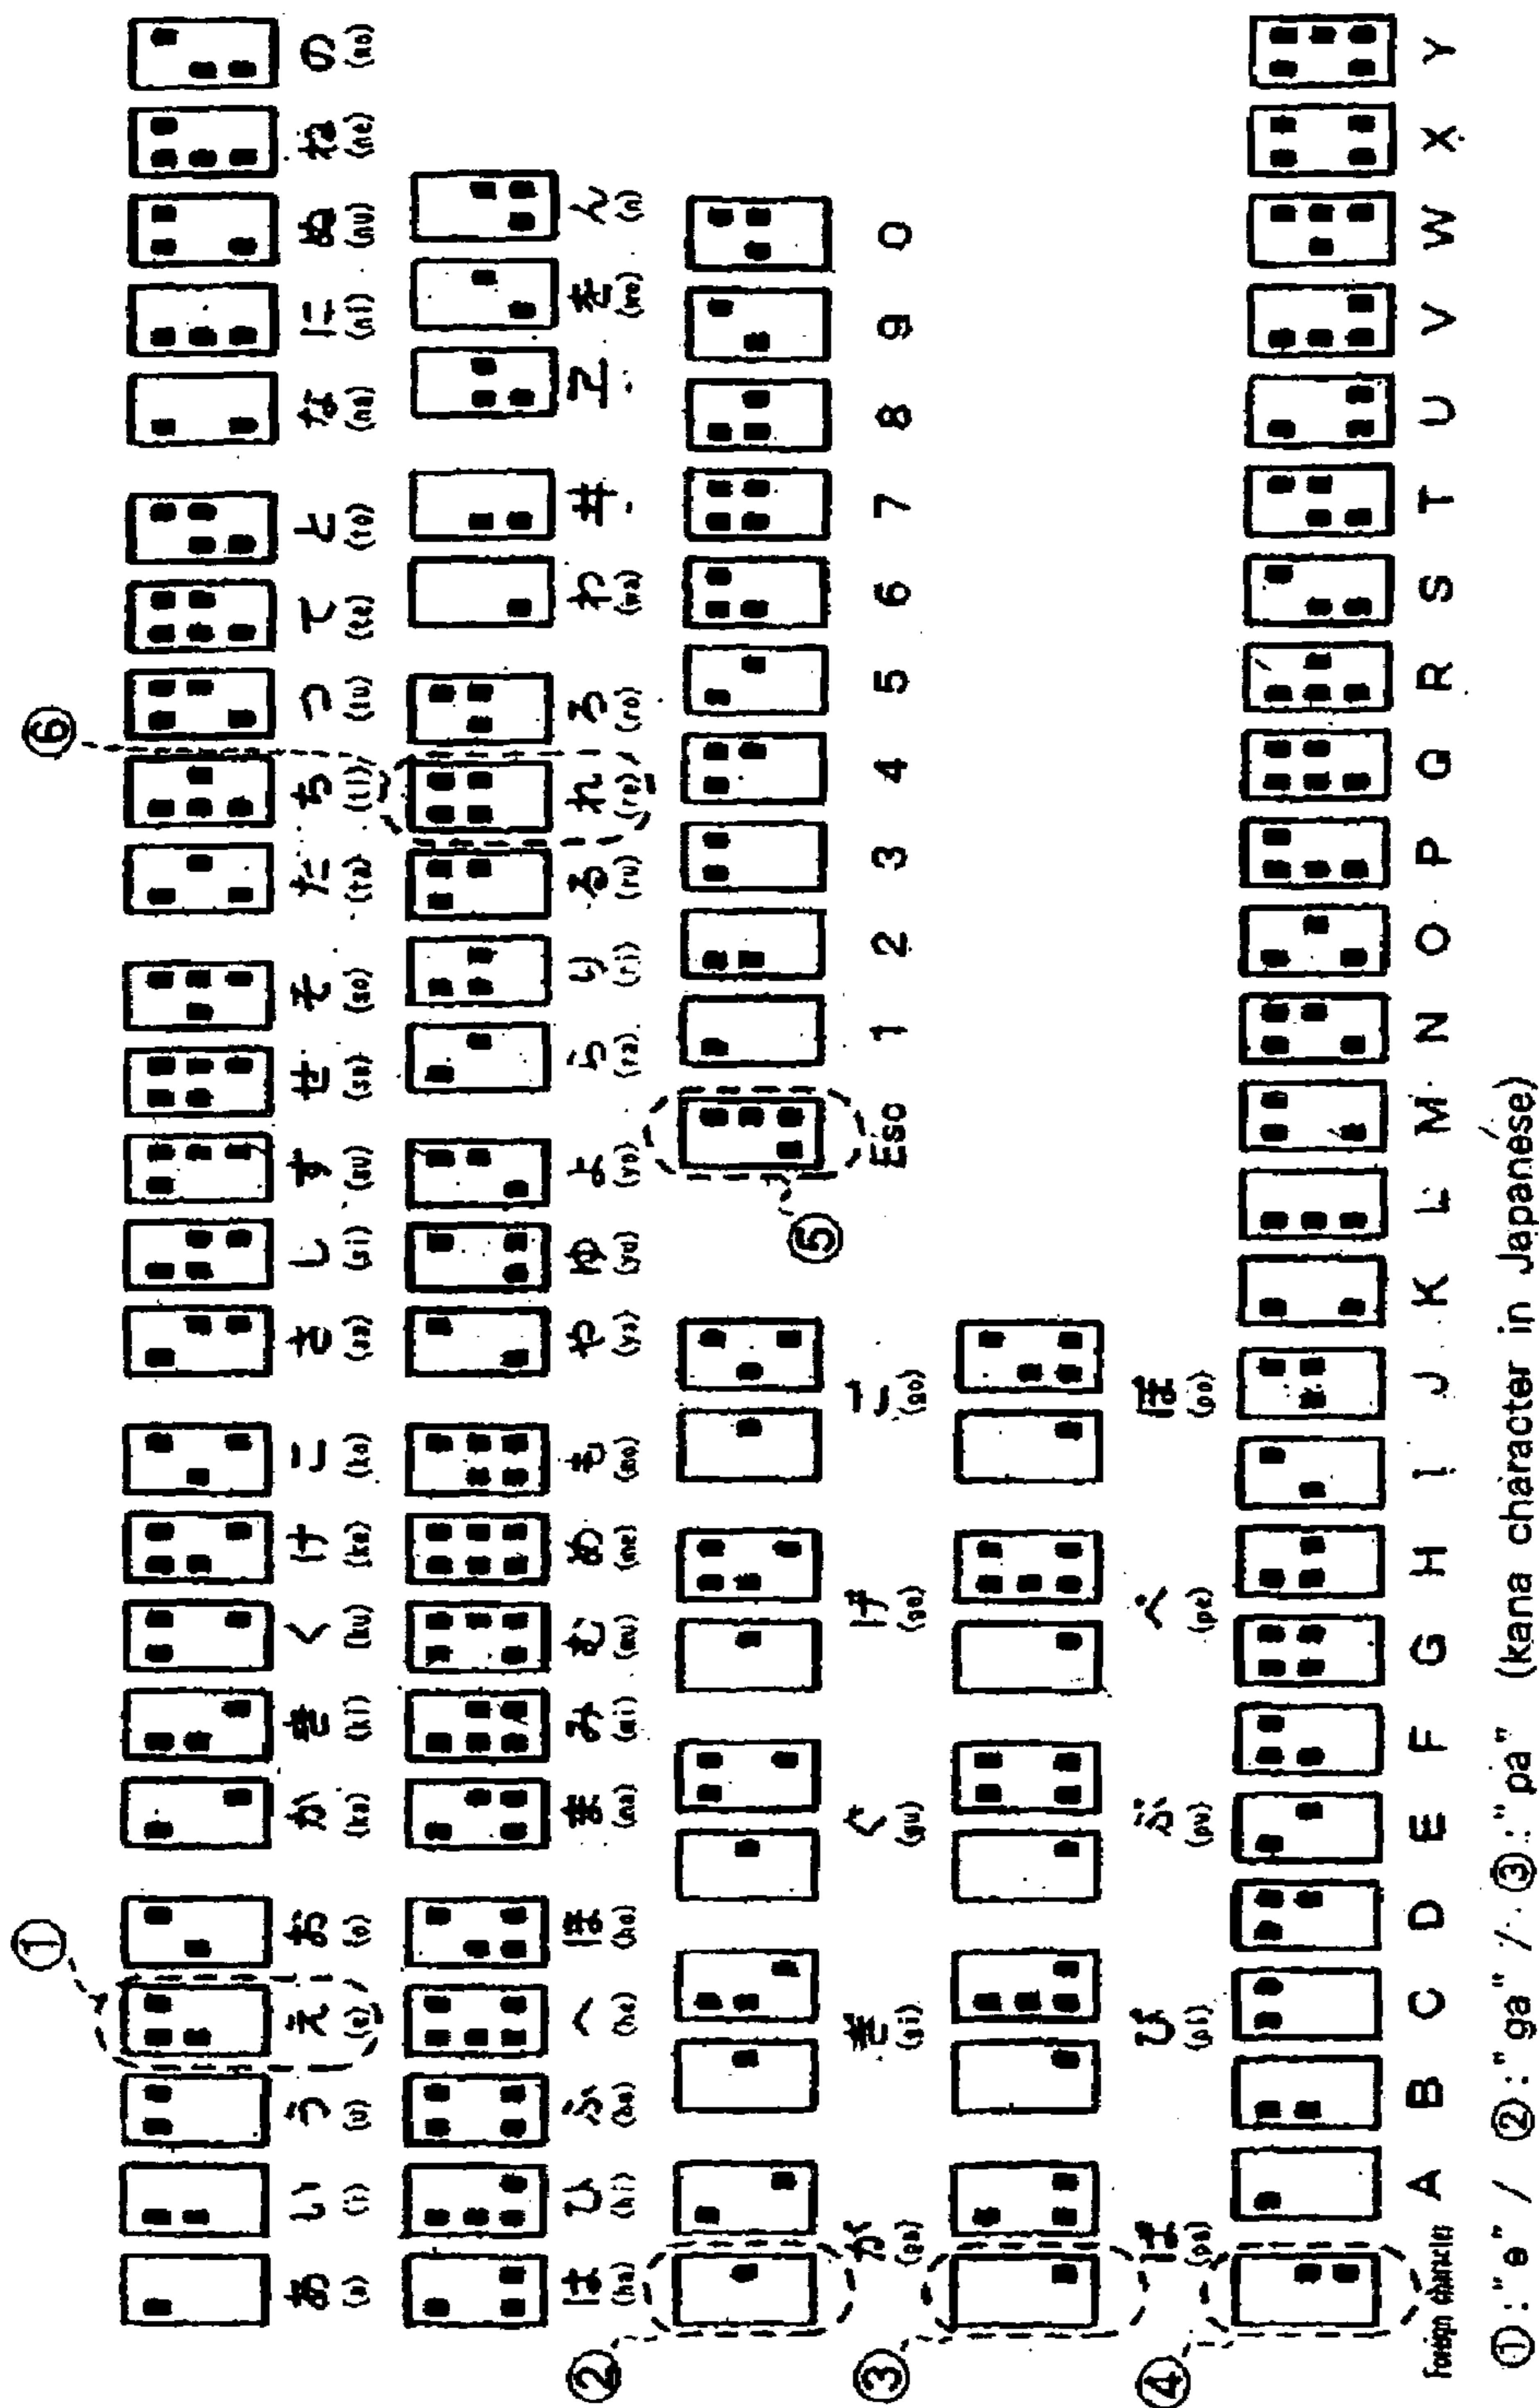 ① ⑥
あ い う え お か き く け こ さ し す せ そ た ち つ て と な に ぬ ね の
(a) (i) (u) (e) (o) (ka) (ki) (ku) (ke) (ko) (sa) (si) (su) (se) (so) (ta) (ti) (tu) (te) (to) (na) (ni) (nu) (ne) (no)
は ひ ふ へ ほ ま み む め も や ゆ よ ら り る れ ろ わ ヰ ヱ を ん
(ha) (hi) (hu) (he) (ho) (ma) (mi) (mu) (me) (mo) (ya) (yu) (yo) (ra) (ri) (ru) (re) (ro) (wa) (wo) (n)
② ⑤
が ぎ ぐ げ ご Esc 1 2 3 4 5 6 7 8 9 0
(ga) (gi) (gu) (ge) (go)
③
ぱ ぴ ぷ ぺ ぽ
(pa) (pi) (pu) (pe) (po)
④
Foreign characters A B C D E F G H I J K L M N O P Q R S T U V W X Y
①:"e" / ②:"ga" / ③:"pa" (kana character in Japanese)